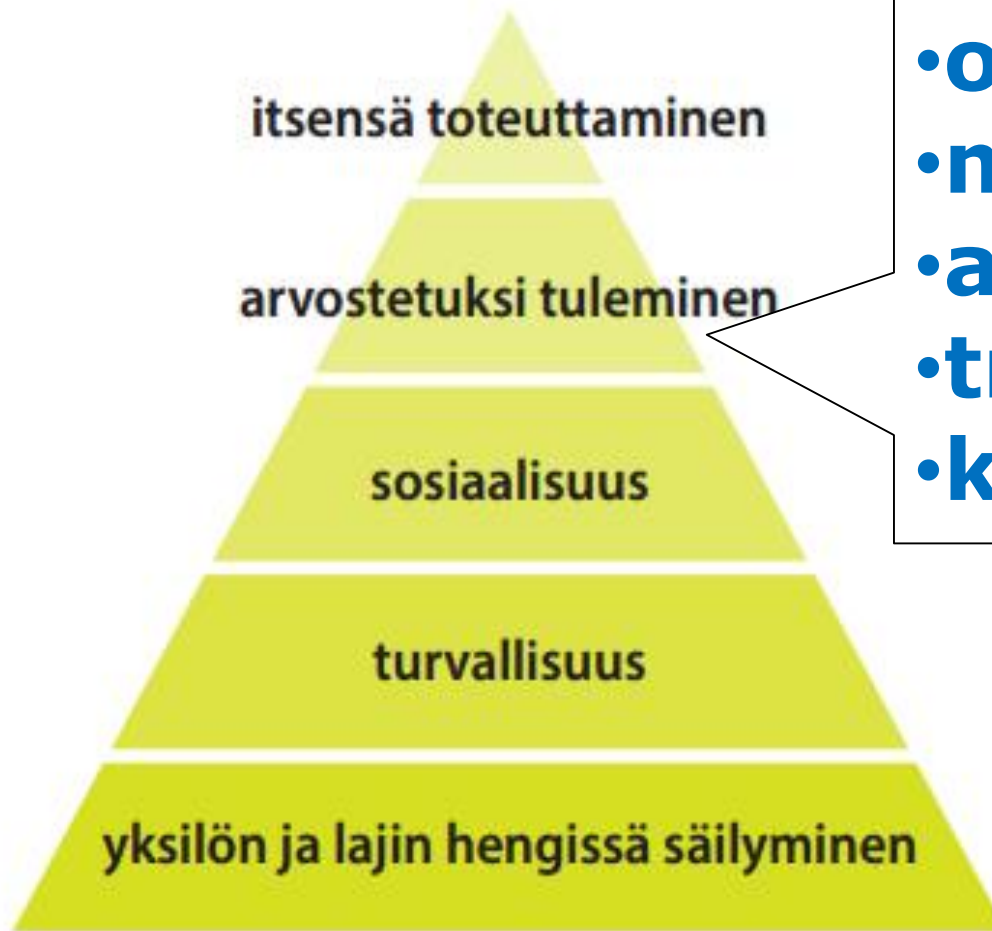 itsensä toteuttaminen
arvostetuksi tuleminen
sosiaalisuus
turvallisuus
yksilön ja lajin hengissä säilyminen